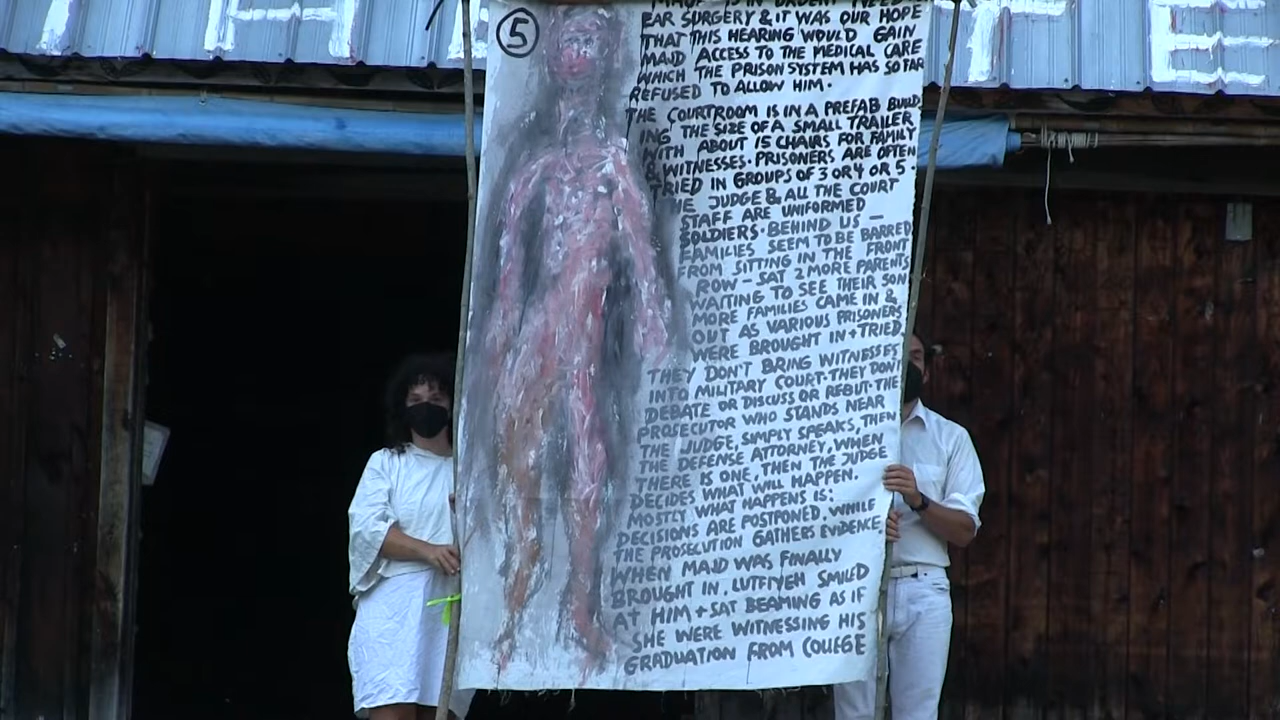 5
MAJD IS IN URGENT NEED OF
EAR SURGERY & IT WAS OUR HOPE
THAT THIS HEARING WOULD GAIN
MAJD ACCESS TO THE MEDICAL CARE
WHICH THE PRISON SYSTEM HAS SO FAR
REFUSED TO ALLOW HIM.
THE COURTROOM IS IN A PREFAB BUILD
ING THE SIZE OF A SMALL TRAILER
WITH ABOUT 15 CHAIRS FOR FAMILY
& WITNESSES. PRISONERS ARE OFTEN
TRIED IN GROUPS OF 3 OR 4 OR 5.
THE JUDGE & ALL THE COURT
STAFF ARE UNIFORMED
SOLDIERS. BEHIND US —
FAMILIES SEEM TO BE BARRED
FROM SITTING IN THE FRONT
ROW — SAT 2 MORE PARENTS
WAITING TO SEE THEIR SON
MORE FAMILIES CAME IN &
OUT AS VARIOUS PRISONERS
WERE BROUGHT IN + TRIED.
THEY DON'T BRING WITNESSES
INTO MILITARY COURT. THEY DON'T
DEBATE OR DISCUSS OR REBUT. THE
PROSECUTOR WHO STANDS NEAR
THE JUDGE, SIMPLY SPEAKS, THEN
THE DEFENSE ATTORNEY, WHEN
THERE IS ONE, THEN THE JUDGE
DECIDES WHAT WILL HAPPEN.
MOSTLY WHAT HAPPENS IS:
DECISIONS ARE POSTPONED, WHILE
THE PROSECUTION GATHERS EVIDENCE
WHEN MAJD WAS FINALLY
BROUGHT IN, LUTFIYEH SMILED
AT HIM + SAT BEAMING AS IF
SHE WERE WITNESSING HIS
GRADUATION FROM COLLEGE